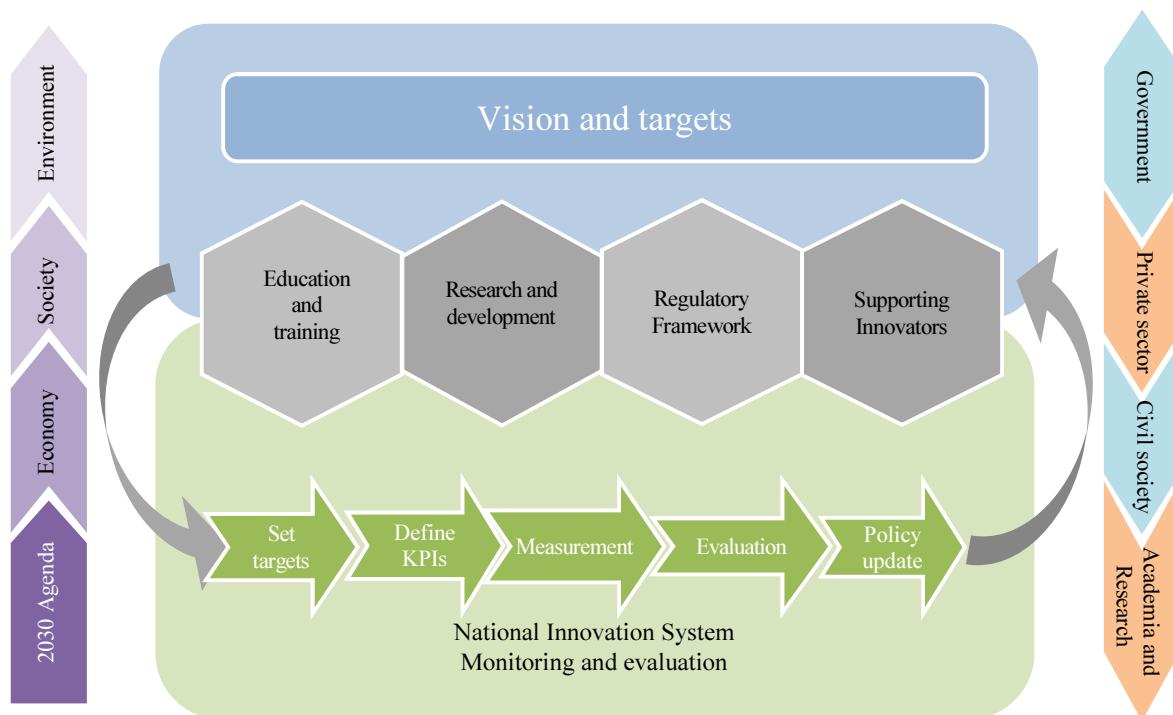 Environment
Society
Economy
2030 Agenda
Vision and targets
Education
and
training
Research and
development
Regulatory
Framework
Supporting
Innovators
Set
targets
Define
KPIs
Measurement
Evaluation
Policy
update
National Innovation System
Monitoring and evaluation
Government
Private sector
Civil society
Academia and
Research